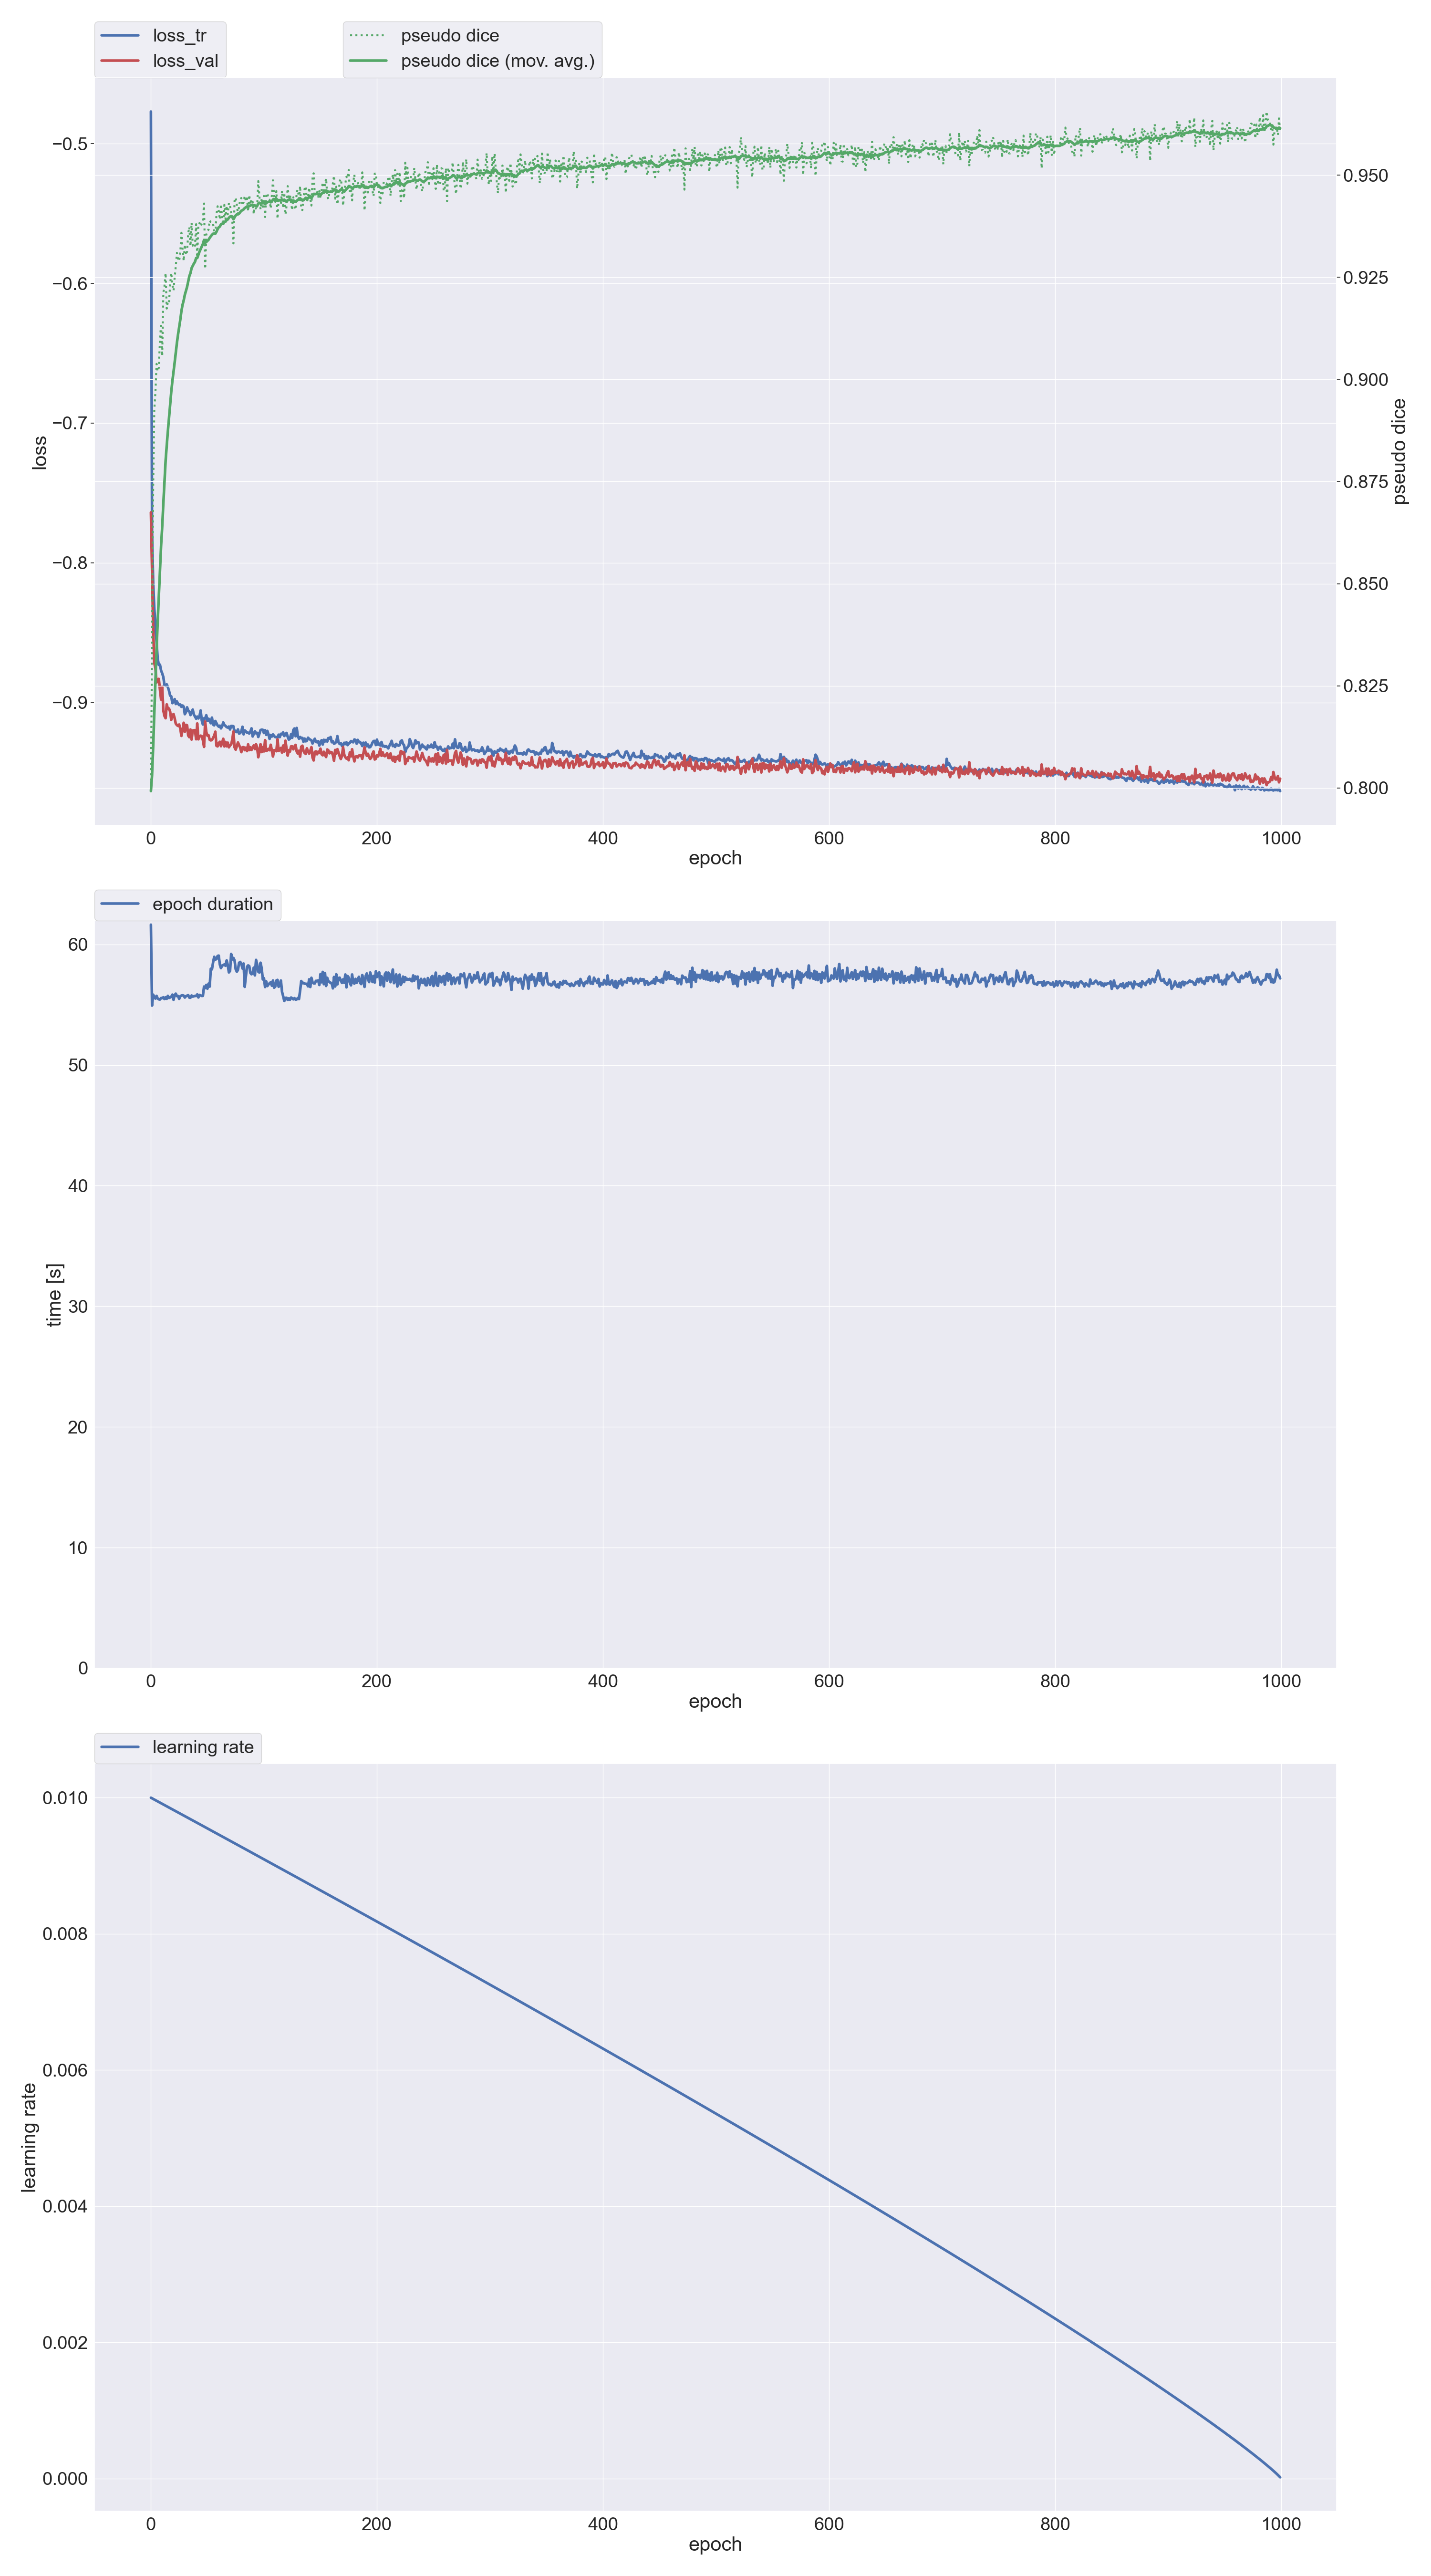 loss_tr
loss_val
pseudo dice
pseudo dice (mov. avg.)
−0.5
−0.6
−0.7
−0.8
−0.9
loss
0.950
0.925
0.900
0.875
0.850
0.825
0.800
pseudo dice
0 200 400 600 800 1000
epoch
epoch duration
60
50
40
30
20
10
0
time [s]
0 200 400 600 800 1000
epoch
learning rate
0.010
0.008
0.006
0.004
0.002
0.000
learning rate
0 200 400 600 800 1000
epoch